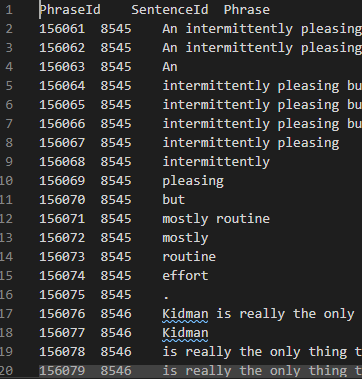 1 PhraseId SentenceId Phrase
2 156061 8545 An intermittently pleasing
3 156062 8545 An intermittently pleasing
4 156063 8545 An
5 156064 8545 intermittently pleasing bu
6 156065 8545 intermittently pleasing bu
7 156066 8545 intermittently pleasing bu
8 156067 8545 intermittently pleasing
9 156068 8545 intermittently
10 156069 8545 pleasing
11 156070 8545 but
12 156071 8545 mostly routine
13 156072 8545 mostly
14 156073 8545 routine
15 156074 8545 effort
16 156075 8545 .
17 156076 8546 Kidman is really the only
18 156077 8546 Kidman
19 156078 8546 is really the only thing t
20 156079 8546 is really the only thing t